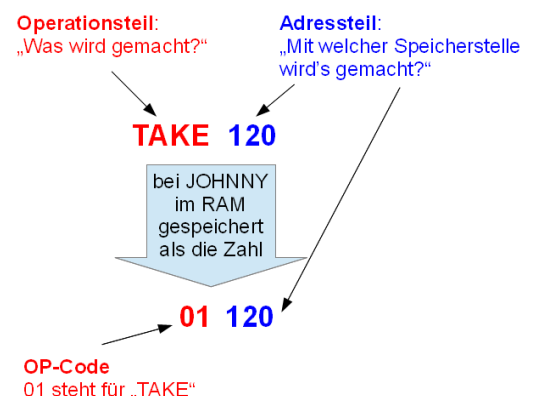 Operationsteil:
„Was wird gemacht?“
Adressteil:
„Mit welcher Speicherstelle
wird's gemacht?“
TAKE 120
bei JOHNNY
im RAM
gespeichert
als die Zahl
01 120
OP-Code
01 steht für „TAKE“